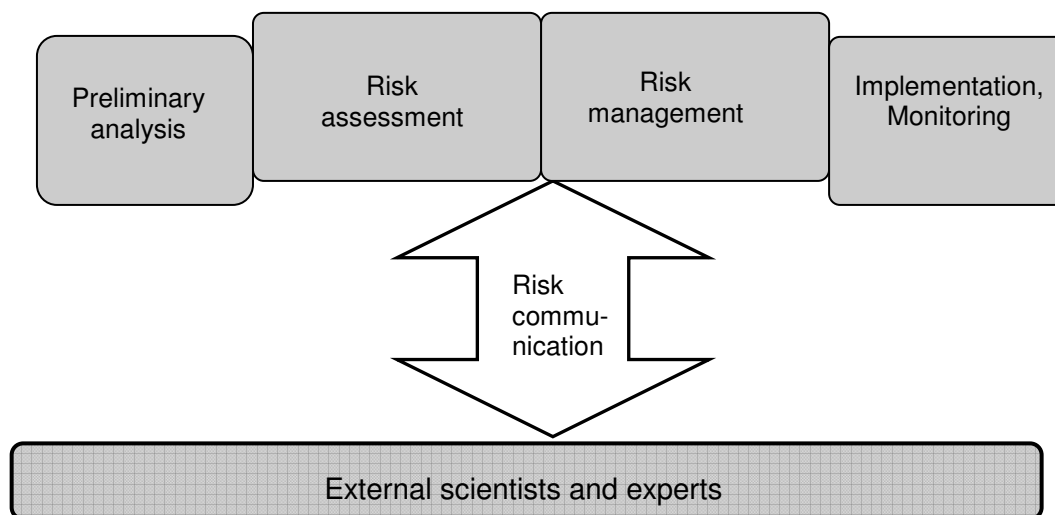 Preliminary
analysis
Risk
assessment
Risk
management
Implementation,
Monitoring
Risk
commu-
nication
External scientists and experts